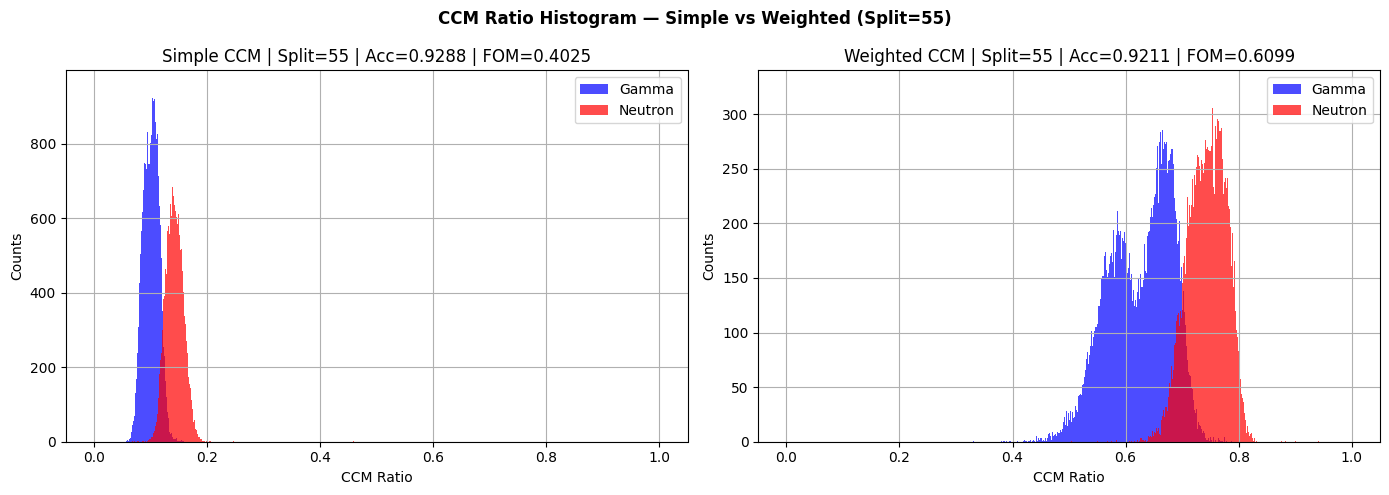 CCM Ratio Histogram — Simple vs Weighted (Split=55)
Simple CCM | Split=55 | Acc=0.9288 | FOM=0.4025
Gamma
Neutron
800
600
400
200
0
Counts
0.0 0.2 0.4 0.6 0.8 1.0
CCM Ratio
Weighted CCM | Split=55 | Acc=0.9211 | FOM=0.6099
Gamma
Neutron
300
250
200
150
100
50
0
Counts
0.0 0.2 0.4 0.6 0.8 1.0
CCM Ratio